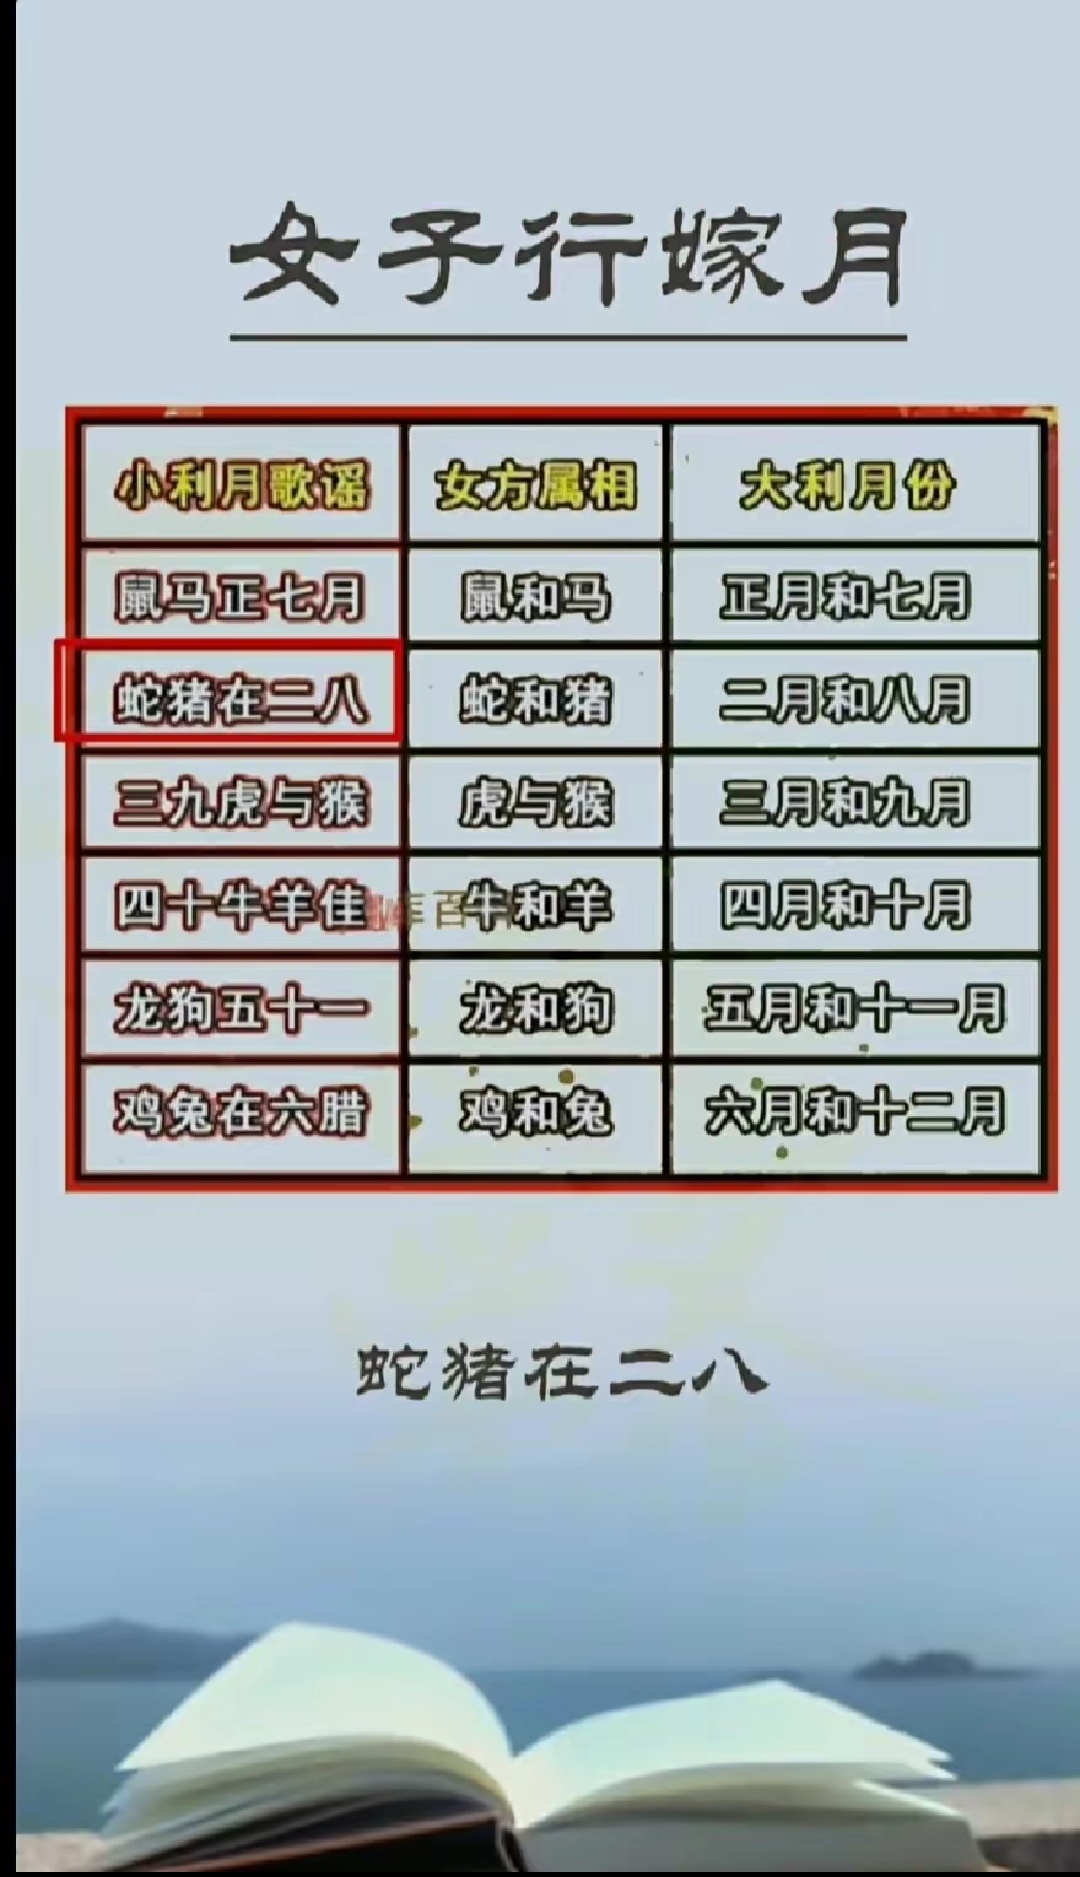 女子行嫁月
小利月歌谣 女方属相 大利月份
鼠马正七月 鼠和马 正月和七月
蛇猪在二八 蛇和猪 二月和八月
三九虎与猴 虎与猴 三月和九月
四十牛羊佳 牛和羊 四月和十月
龙狗五十一 龙和狗 五月和十一月
鸡兔在六腊 鸡和兔 六月和十二月
蛇猪在二八